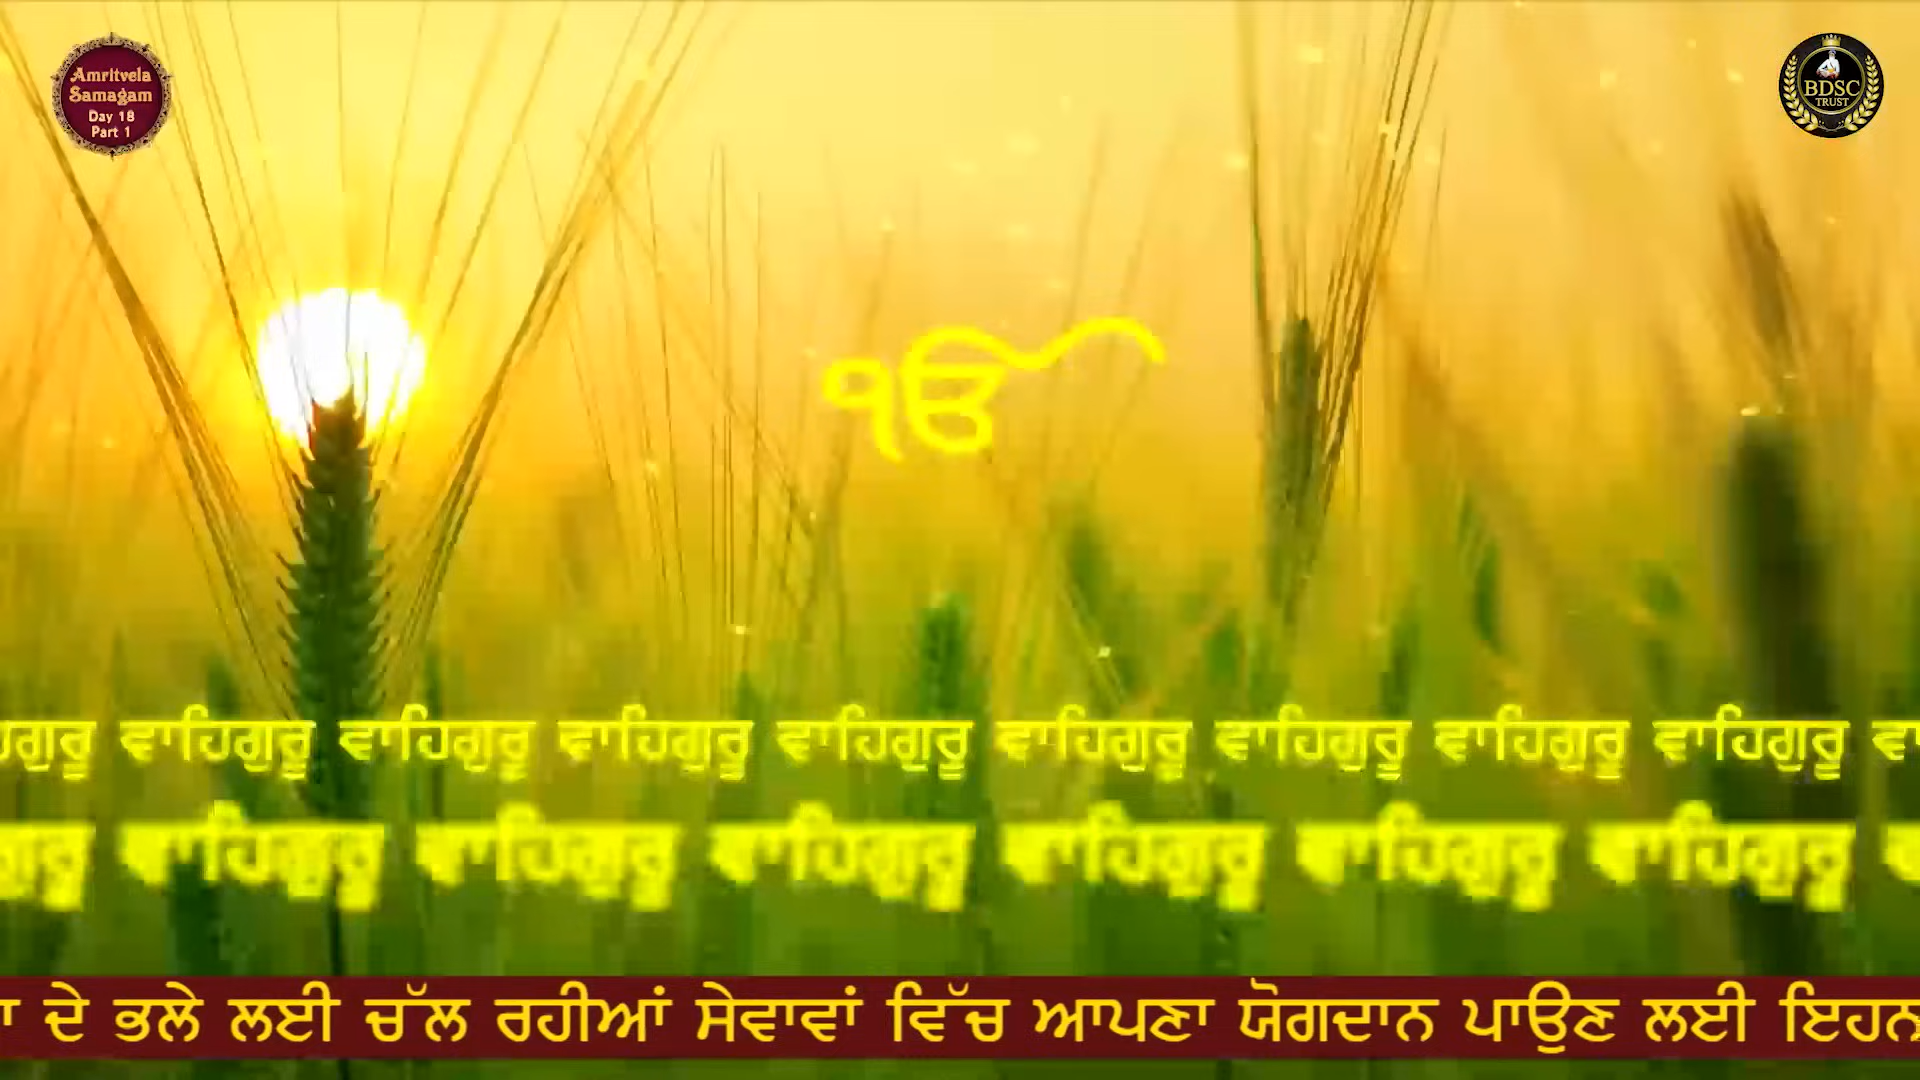 Amritvela
Samagam
Day 18
Part 1
BDSC
TRUST
ੴ
ਵਾਹਿਗੁਰੂ ਵਾਹਿਗੁਰੂ ਵਾਹਿਗੁਰੂ ਵਾਹਿਗੁਰੂ ਵਾਹਿਗੁਰੂ ਵਾਹਿਗੁਰੂ ਵਾਹਿਗੁਰੂ ਵਾਹਿਗੁਰੂ
ਵਾਹਿਗੁਰੂ ਵਾਹਿਗੁਰੂ ਵਾਹਿਗੁਰੂ ਵਾਹਿਗੁਰੂ ਵਾਹਿਗੁਰੂ ਵਾਹਿਗੁਰੂ
ਦੇ ਭਲੇ ਲਈ ਚੱਲ ਰਹੀਆਂ ਸੇਵਾਵਾਂ ਵਿੱਚ ਆਪਣਾ ਯੋਗਦਾਨ ਪਾਉਣ ਲਈ